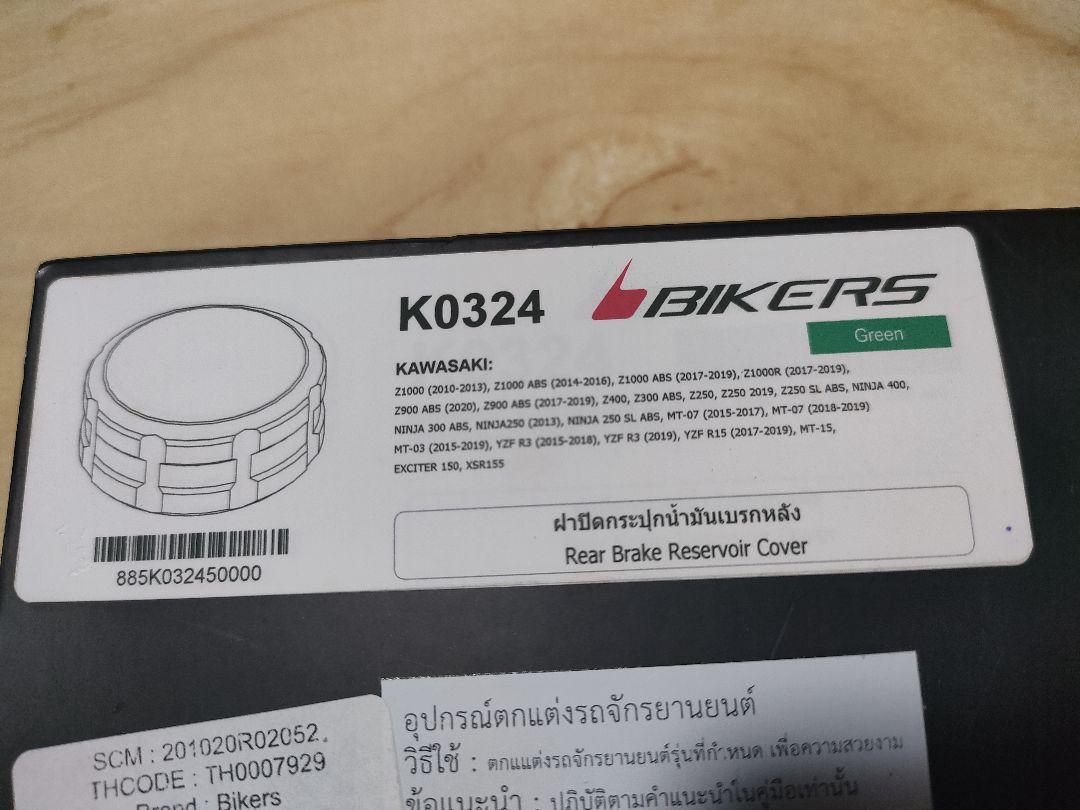 K0324
BIKERS
Green
KAWASAKI:
Z1000 (2010-2013), Z1000 ABS (2014-2016), Z1000 ABS (2017-2019), Z1000R (2017-2019),
Z900 ABS (2020), Z900 ABS (2017-2019), Z400, Z300 ABS, Z250, Z250 2019, Z250 SL ABS, NINJA 400,
NINJA 300 ABS, NINJA250 (2013), NINJA 250 SL ABS, MT-07 (2015-2017), MT-07 (2018-2019)
MT-03 (2015-2019), YZF R3 (2015-2018), YZF R3 (2019), YZF R15 (2017-2019), MT-15,
EXCITER 150, XSR155
885K032450000
ฝาปิดกระปุกน้ำมันเบรกหลัง
Rear Brake Reservoir Cover
SCM : 201020R02052
THCODE : TH0007929
Brand : Bikers
อุปกรณ์ตกแต่งรถจักรยานยนต์
วิธีใช้ : ตกแแต่งรถจักรยานยนต์รุ่นที่กำหนด เพื่อความสวยงาม
ข้อแนะนำ : ปฏิบัติตามคำแนะนำในคู่มือเท่านั้น